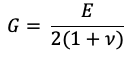 G = E / 2(1 + ν)